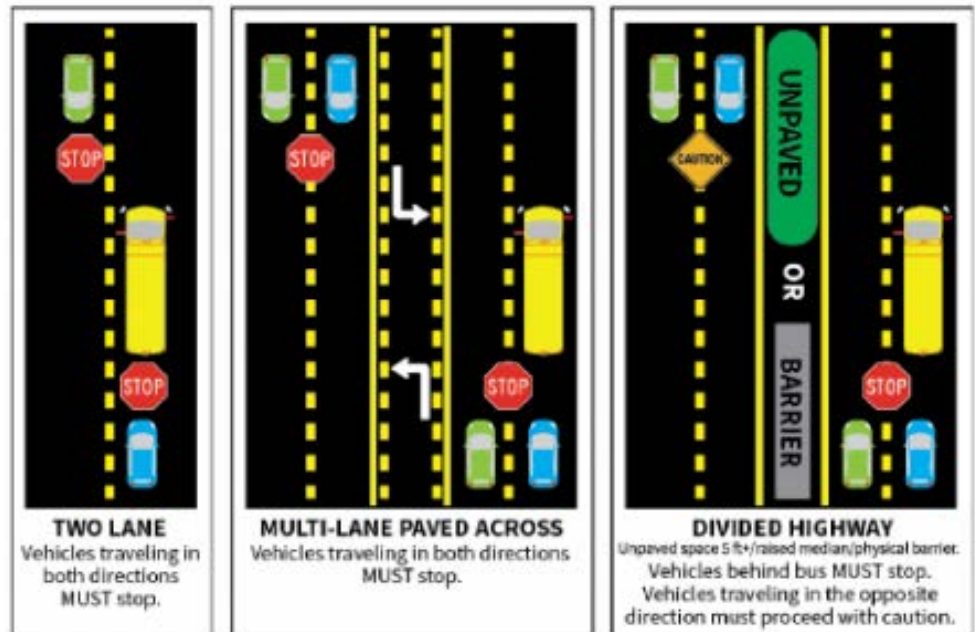 STOP
STOP
TWO LANE
Vehicles traveling in
both directions
MUST stop.
STOP
STOP
MULTI-LANE PAVED ACROSS
Vehicles traveling in both directions
MUST stop.
CAUTION
UNPAVED
OR
BARRIER
STOP
DIVIDED HIGHWAY
Unpaved space 5 ft+/raised median/physical barrier.
Vehicles behind bus MUST stop.
Vehicles traveling in the opposite
direction must proceed with caution.